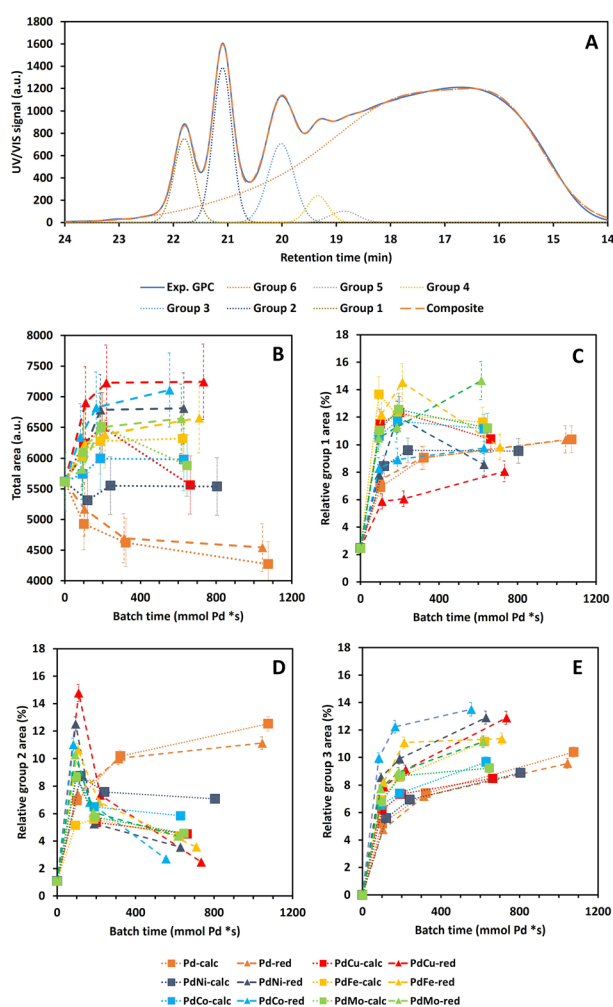 A
UV/VIS signal (a.u.)
1800
1600
1400
1200
1000
800
600
400
200
0
24 23 22 21 20 19 18 17 16 15 14
Retention time (min)
Exp. GPC Group 6 Group 5 Group 4
Group 3 Group 2 Group 1 Composite
B
Total area (a.u.)
8000
7500
7000
6500
6000
5500
5000
4500
4000
0 400 800 1200
Batch time (mmol Pd *s)
C
Relative group 1 area (%)
18
16
14
12
10
8
6
4
2
0
0 400 800 1200
Batch time (mmol Pd *s)
D
Relative group 2 area (%)
18
16
14
12
10
8
6
4
2
0
0 400 800 1200
Batch time (mmol Pd *s)
E
Relative group 3 area (%)
18
16
14
12
10
8
6
4
2
0
0 400 800 1200
Batch time (mmol Pd *s)
Pd-calc Pd-red PdCu-calc PdCu-red
PdNi-calc PdNi-red PdFe-calc PdFe-red
PdCo-calc PdCo-red PdMo-calc PdMo-red